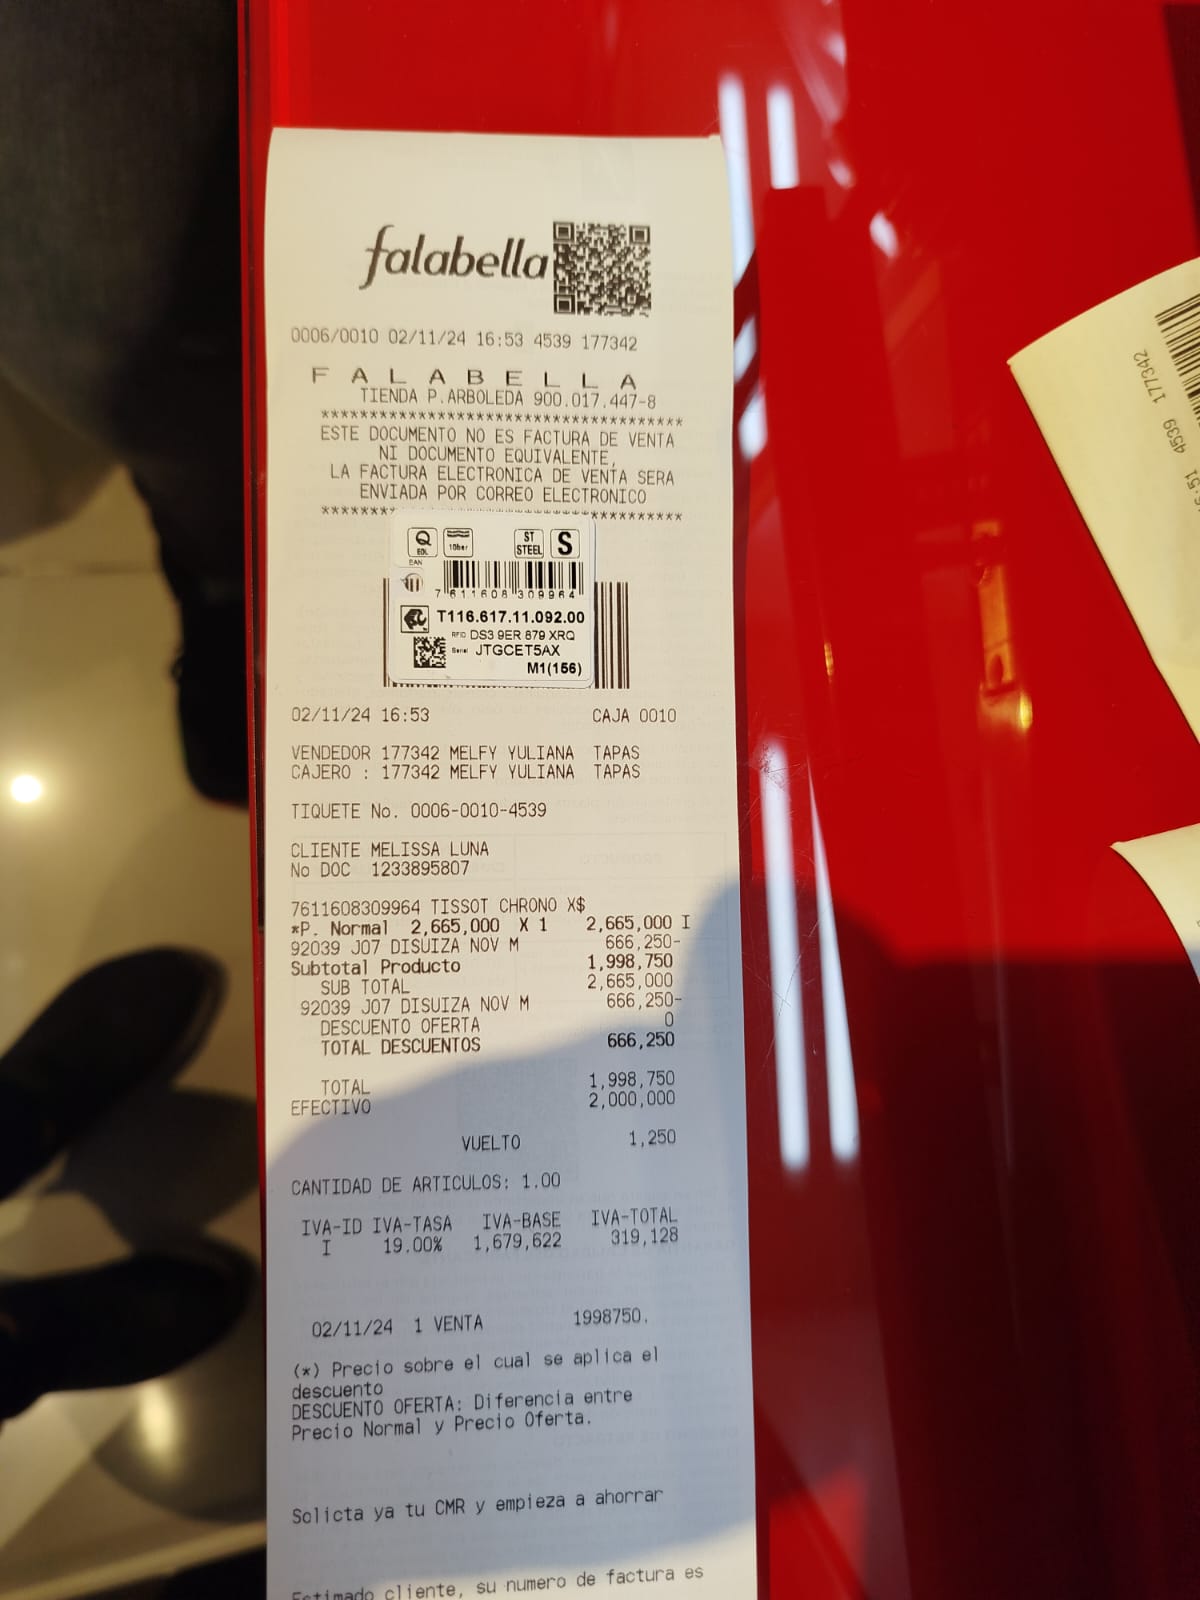 falabella
0006/0010 02/11/24 16:53 4539 177342
F A L A B E L L A
TIENDA P.ARBOLEDA 900.017.447-8
*************************************
ESTE DOCUMENTO NO ES FACTURA DE VENTA
NI DOCUMENTO EQUIVALENTE,
LA FACTURA ELECTRONICA DE VENTA SERA
ENVIADA POR CORREO ELECTRONICO
*************************************
Q EOL 10bar ST STEEL S
EAN
7 611608 309964
T116.617.11.092.00
RFID DS3 9ER 879 XRQ
Serial JTGCET5AX
M1(156)
02/11/24 16:53 CAJA 0010
VENDEDOR 177342 MELFY YULIANA TAPAS
CAJERO : 177342 MELFY YULIANA TAPAS
TIQUETE No. 0006-0010-4539
CLIENTE MELISSA LUNA
No DOC 1233895807
7611608309964 TISSOT CHRONO X$
*P. Normal 2,665,000 X 1 2,665,000 I
92039 J07 DISUIZA NOV M 666,250-
Subtotal Producto 1,998,750
SUB TOTAL 2,665,000
92039 J07 DISUIZA NOV M 666,250-
DESCUENTO OFERTA 0
TOTAL DESCUENTOS 666,250
TOTAL 1,998,750
EFECTIVO 2,000,000
VUELTO 1,250
CANTIDAD DE ARTICULOS: 1.00
IVA-ID IVA-TASA IVA-BASE IVA-TOTAL
I 19.00% 1,679,622 319,128
02/11/24 1 VENTA 1998750.
(*) Precio sobre el cual se aplica el
descuento
DESCUENTO OFERTA: Diferencia entre
Precio Normal y Precio Oferta.
Solicta ya tu CMR y empieza a ahorrar
Estimado cliente, su numero de factura es
4539 177342